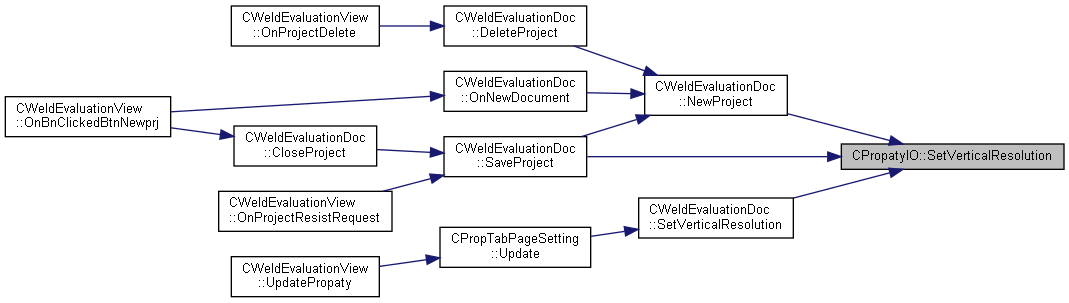 CWeldEvaluationView
::OnProjectDelete
CWeldEvaluationDoc
::DeleteProject
CWeldEvaluationDoc
::OnNewDocument
CWeldEvaluationDoc
::NewProject
CWeldEvaluationView
::OnBnClickedBtnNewprj
CWeldEvaluationDoc
::CloseProject
CWeldEvaluationDoc
::SaveProject
CPropatyIO::SetVerticalResolution
CWeldEvaluationView
::OnProjectResistRequest
CWeldEvaluationDoc
::SetVerticalResolution
CPropTabPageSetting
::Update
CWeldEvaluationView
::UpdatePropaty